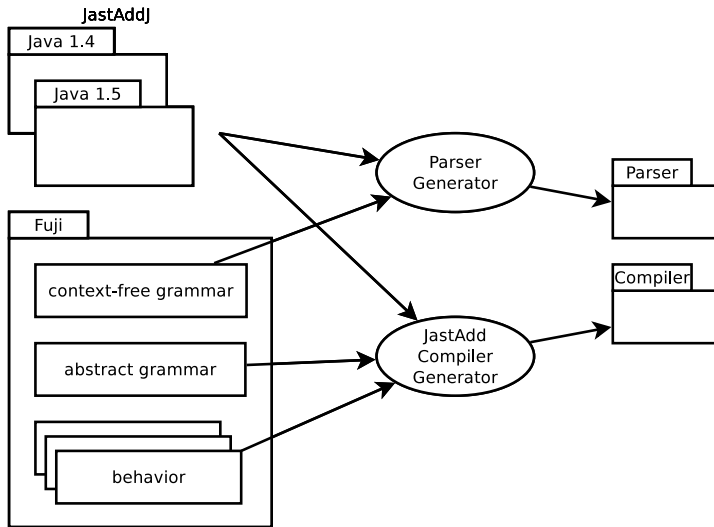 JastAddJ
Java 1.4
Java 1.5
Parser
Generator
Parser
Fuji
context-free grammar
Compiler
JastAdd
Compiler
Generator
abstract grammar
behavior